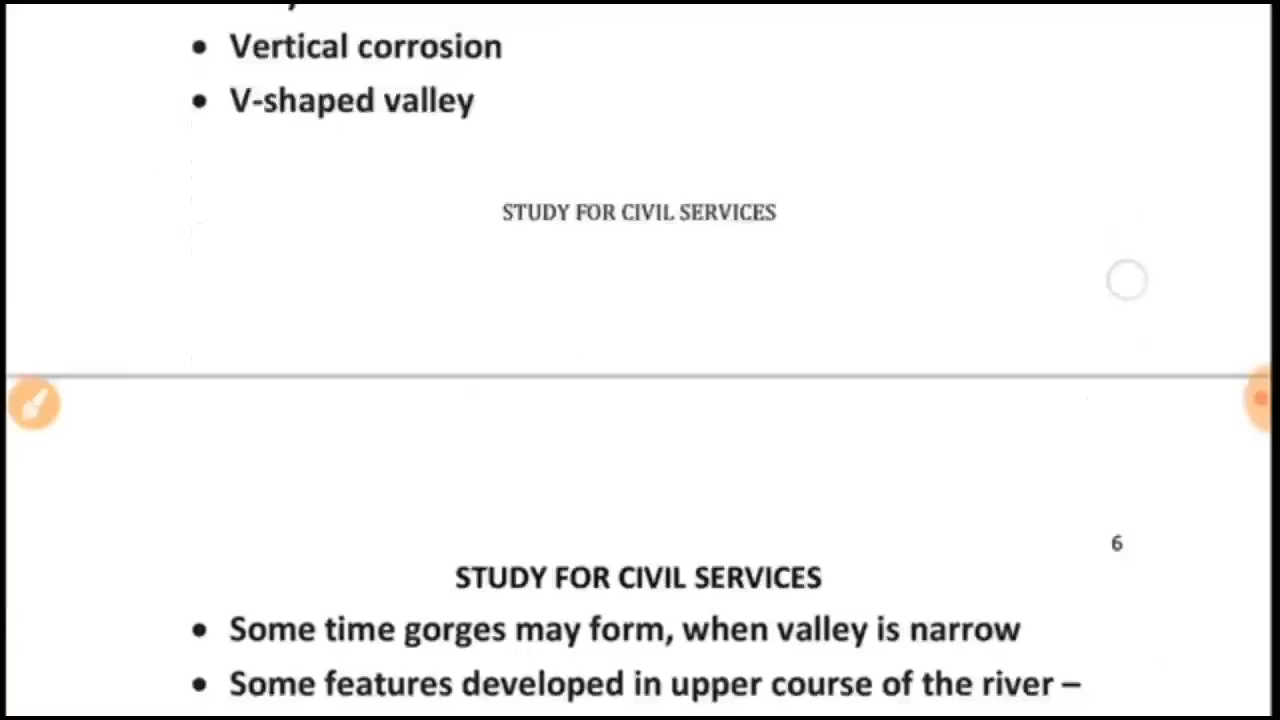 • Vertical corrosion
• V-shaped valley
STUDY FOR CIVIL SERVICES
6
STUDY FOR CIVIL SERVICES
• Some time gorges may form, when valley is narrow
• Some features developed in upper course of the river –